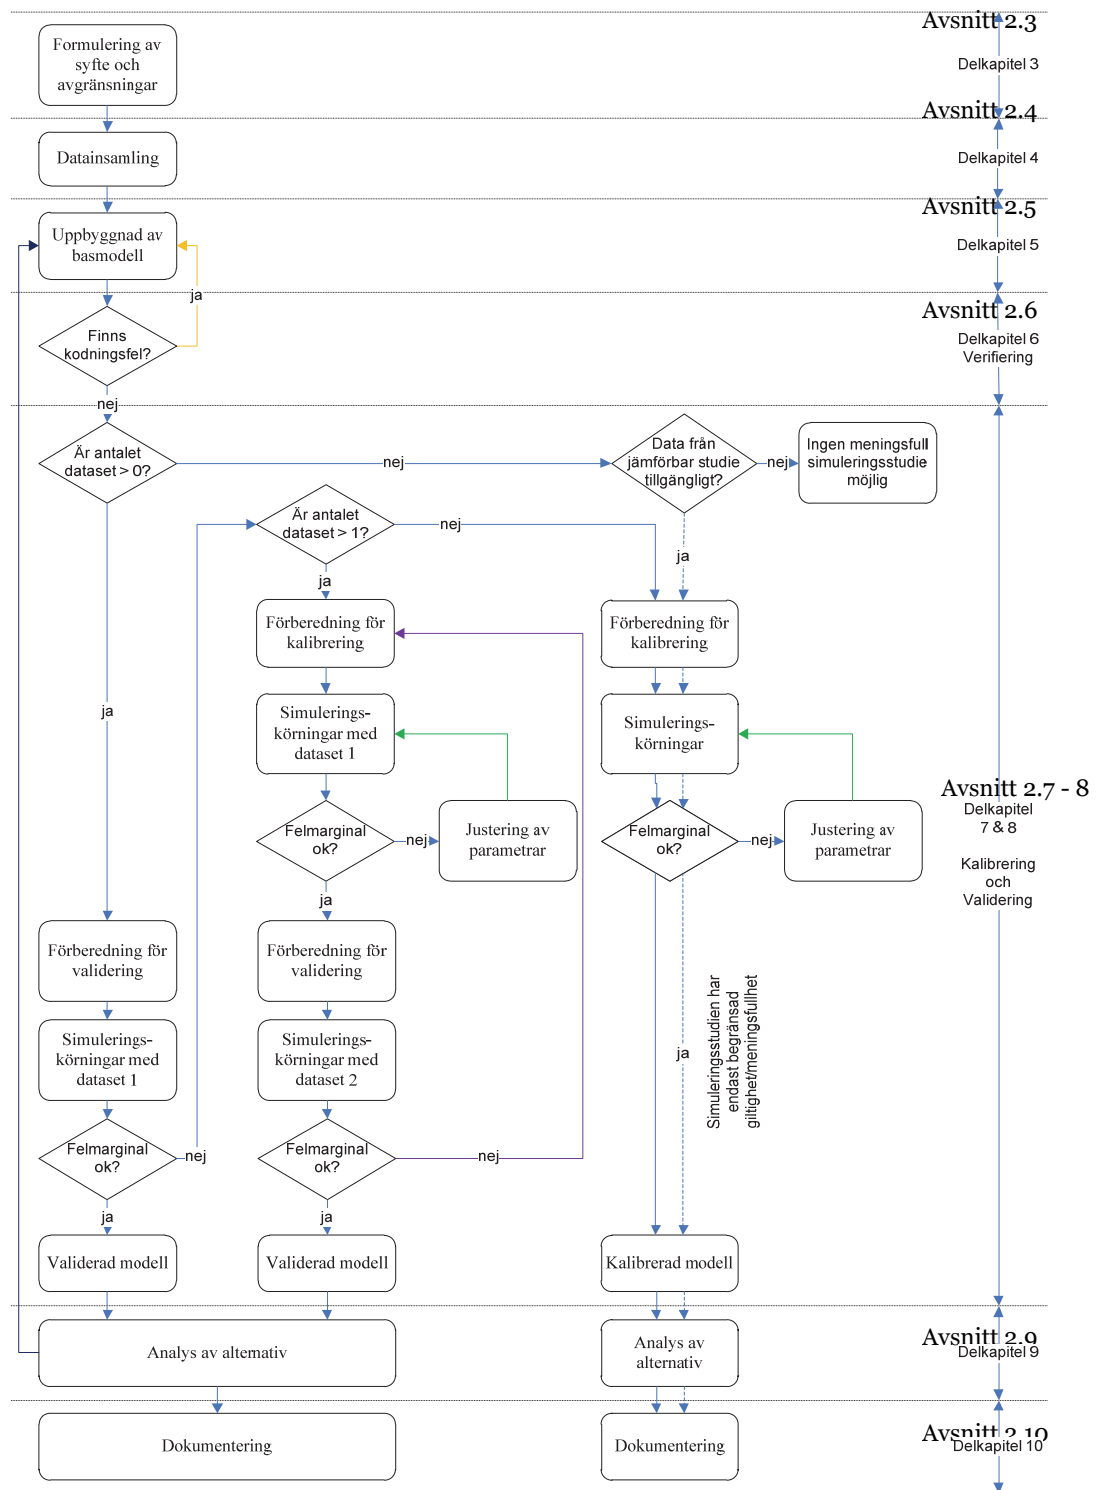 Avsnitt 2.3
Formulering av
syfte och
avgränsningar
Delkapitel 3
Avsnitt 2.4
Datainsamling
Delkapitel 4
Avsnitt 2.5
Uppbyggnad av
basmodell
Delkapitel 5
ja
Avsnitt 2.6
Finns
kodningsfel?
Delkapitel 6
Verifiering
nej
Är antalet
dataset > 0?
nej
Data från
jämförbar studie
tillgängligt?
nej
Ingen meningsfull
simuleringsstudie
möjlig
Är antalet
dataset > 1?
nej
ja
ja
Förberedning för
kalibrering
Förberedning för
kalibrering
ja
Simulerings-
körningar med
dataset 1
Simulerings-
körningar
Avsnitt 2.7 - 8
Delkapitel
7 & 8
Kalibrering
och
Validering
Felmarginal
ok?
nej
Justering av
parametrar
Felmarginal
ok?
nej
Justering av
parametrar
ja
Förberedning för
validering
Förberedning för
validering
Simuleringsstudien har
endast begränsad
giltighet/meningsfullhet
ja
Simulerings-
körningar med
dataset 1
Simulerings-
körningar med
dataset 2
Felmarginal
ok?
nej
Felmarginal
ok?
nej
ja
ja
Validerad modell
Validerad modell
Kalibrerad modell
Analys av alternativ
Analys av
alternativ
Avsnitt 2.9
Delkapitel 9
Dokumentering
Dokumentering
Avsnitt 2.10
Delkapitel 10